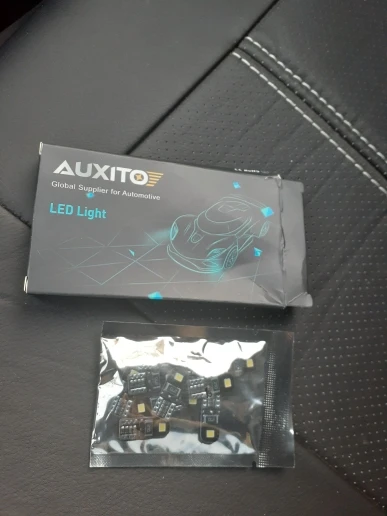 AUXITO
Global Supplier for Automotive
LED Light